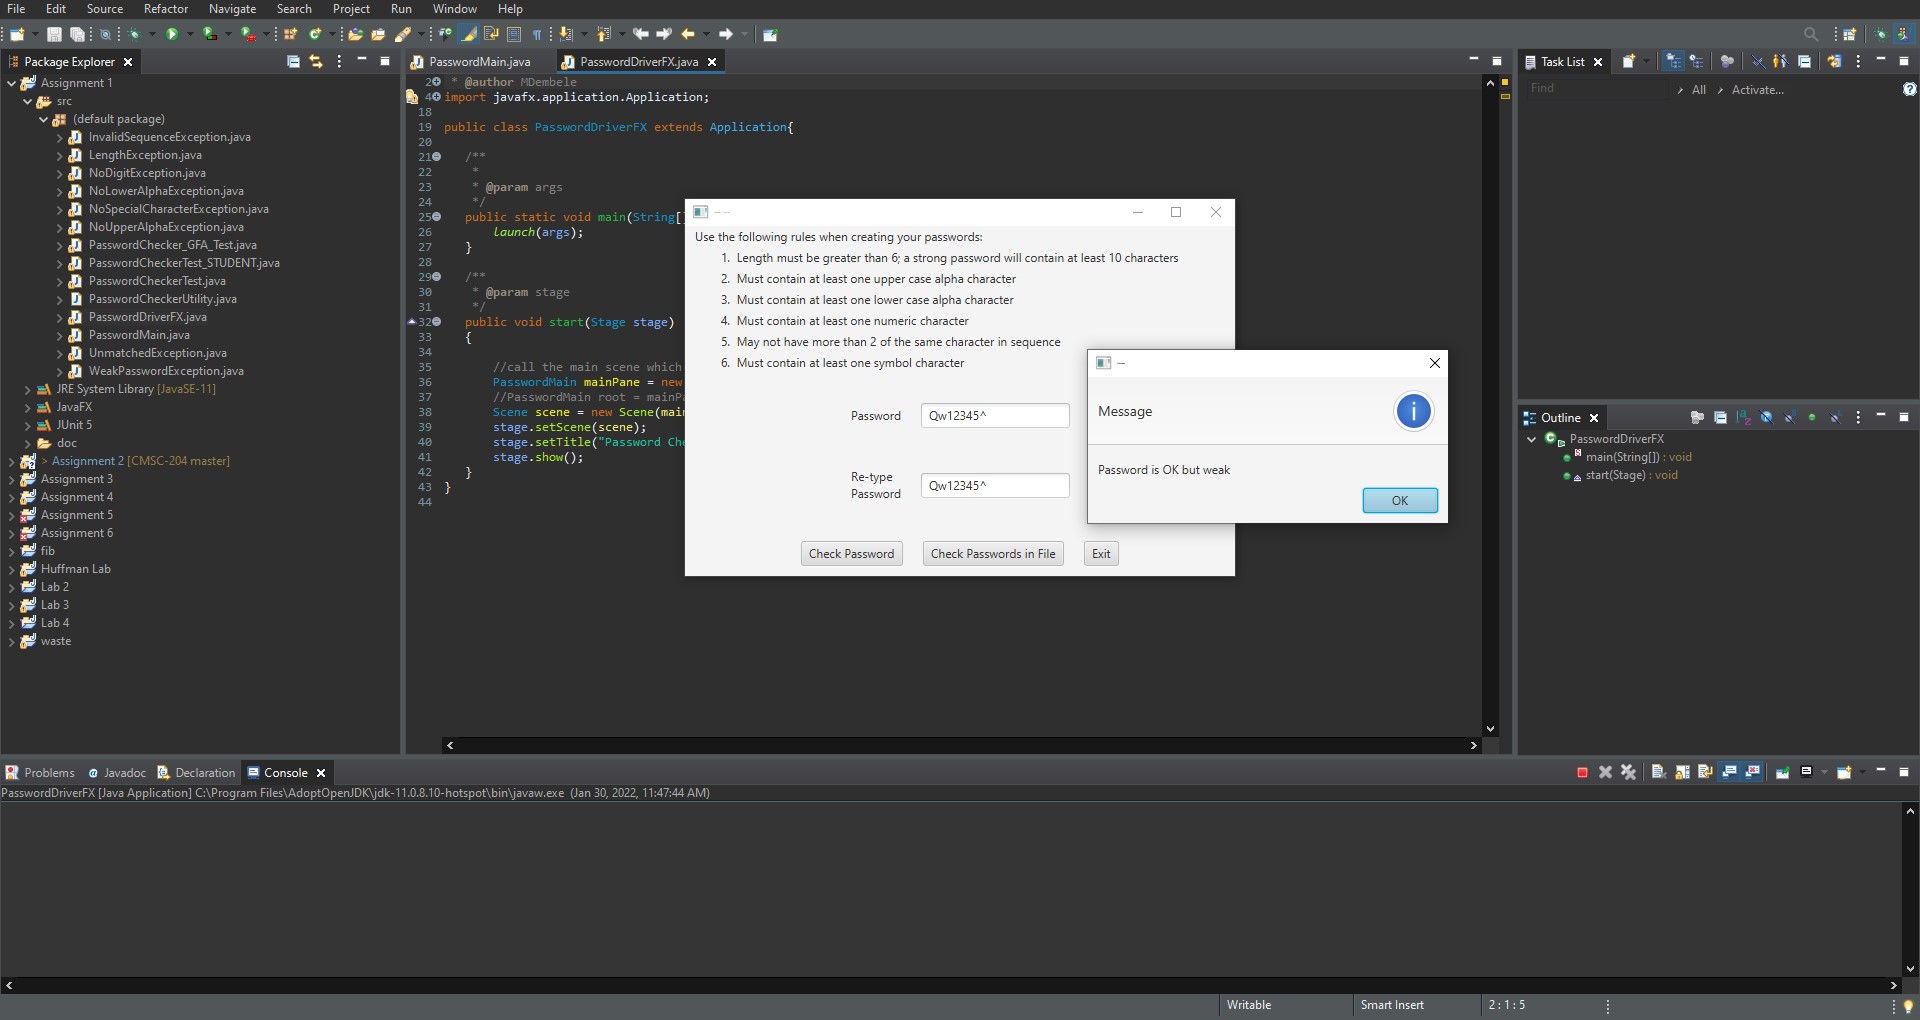 File Edit Source Refactor Navigate Search Project Run Window Help
Package Explorer
Assignment 1
src
(default package)
InvalidSequenceException.java
LengthException.java
NoDigitException.java
NoLowerAlphaException.java
NoSpecialCharacterException.java
NoUpperAlphaException.java
PasswordChecker_GFA_Test.java
PasswordCheckerTest_STUDENT.java
PasswordCheckerTest.java
PasswordCheckerUtility.java
PasswordDriverFX.java
PasswordMain.java
UnmatchedException.java
WeakPasswordException.java
JRE System Library [JavaSE-11]
JavaFX
JUnit 5
doc
> Assignment 2 [CMSC-204 master]
Assignment 3
Assignment 4
Assignment 5
Assignment 6
fib
Huffman Lab
Lab 2
Lab 3
Lab 4
waste
PasswordMain.java PasswordDriverFX.java
2 * @author MDembele
4 import javafx.application.Application;
18
19 public class PasswordDriverFX extends Application{
20
21 /**
22 *
23 * @param args
24 */
25 public static void main(String[]
26 launch(args);
27 }
28
29 /**
30 * @param stage
31 */
32 public void start(Stage stage)
33 {
34
35 //call the main scene which
36 PasswordMain mainPane = new
37 //PasswordMain root = mainP
38 Scene scene = new Scene(mai
39 stage.setScene(scene);
40 stage.setTitle("Password Ch
41 stage.show();
42 }
43 }
44
Use the following rules when creating your passwords:
1. Length must be greater than 6; a strong password will contain at least 10 characters
2. Must contain at least one upper case alpha character
3. Must contain at least one lower case alpha character
4. Must contain at least one numeric character
5. May not have more than 2 of the same character in sequence
6. Must contain at least one symbol character
Password Qw12345^
Re-type
Password Qw12345^
Check Password Check Passwords in File Exit
Message
Password is OK but weak
OK
Task List
Find All Activate...
Outline
PasswordDriverFX
main(String[]) : void
start(Stage) : void
Problems Javadoc Declaration Console
PasswordDriverFX [Java Application] C:\Program Files\AdoptOpenJDK\jdk-11.0.8.10-hotspot\bin\javaw.exe (Jan 30, 2022, 11:47:44 AM)
Writable Smart Insert 2 : 1 : 5